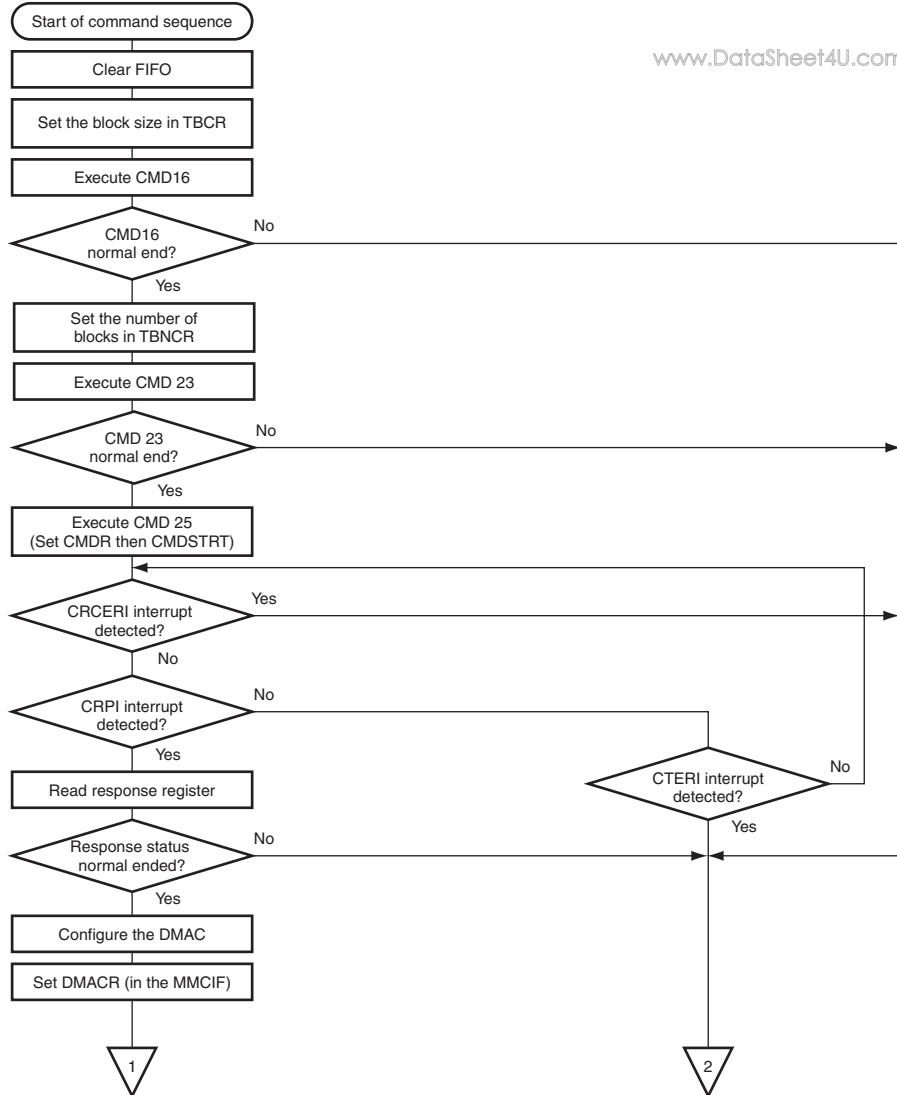 Start of command sequence
www.DataSheet4U.com
Clear FIFO
Set the block size in TBCR
Execute CMD16
CMD16
normal end?
No
Yes
Set the number of
blocks in TBNCR
Execute CMD 23
CMD 23
normal end?
No
Yes
Execute CMD 25
(Set CMDR then CMDSTRT)
CRCERI interrupt
detected?
Yes
No
CRPI interrupt
detected?
No
Yes
CTERI interrupt
detected?
No
Yes
Read response register
Response status
normal ended?
No
Yes
Configure the DMAC
Set DMACR (in the MMCIF)
1
2